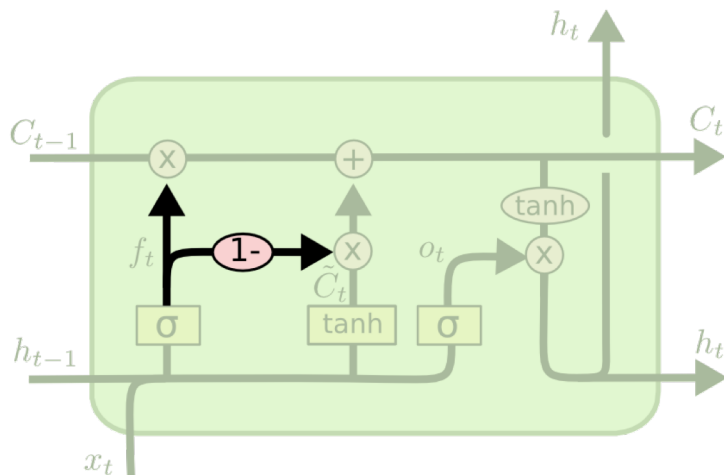 h_t
C_{t-1}
C_t
x
+
tanh
f_t
1-
x
o_t
x
C̃_t
σ
tanh
σ
h_{t-1}
h_t
x_t